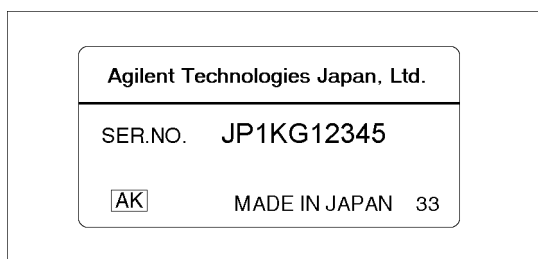 Agilent Technologies Japan, Ltd.
SER.NO. JP1KG12345
AK MADE IN JAPAN 33